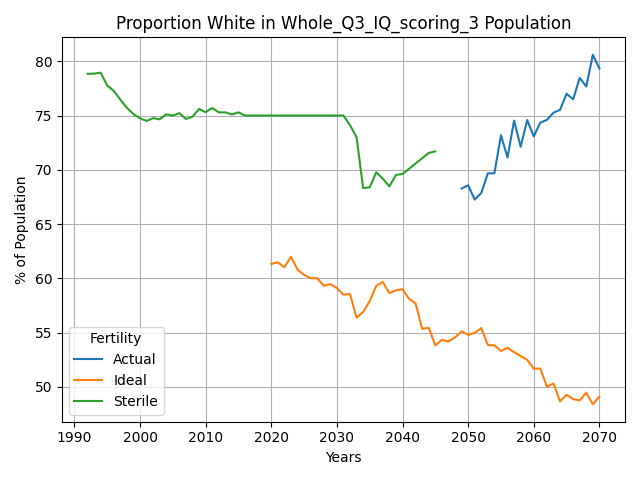 Proportion White in Whole_Q3_IQ_scoring_3 Population
% of Population
80
75
70
65
60
55
50
Fertility
Actual
Ideal
Sterile
1990 2000 2010 2020 2030 2040 2050 2060 2070
Years